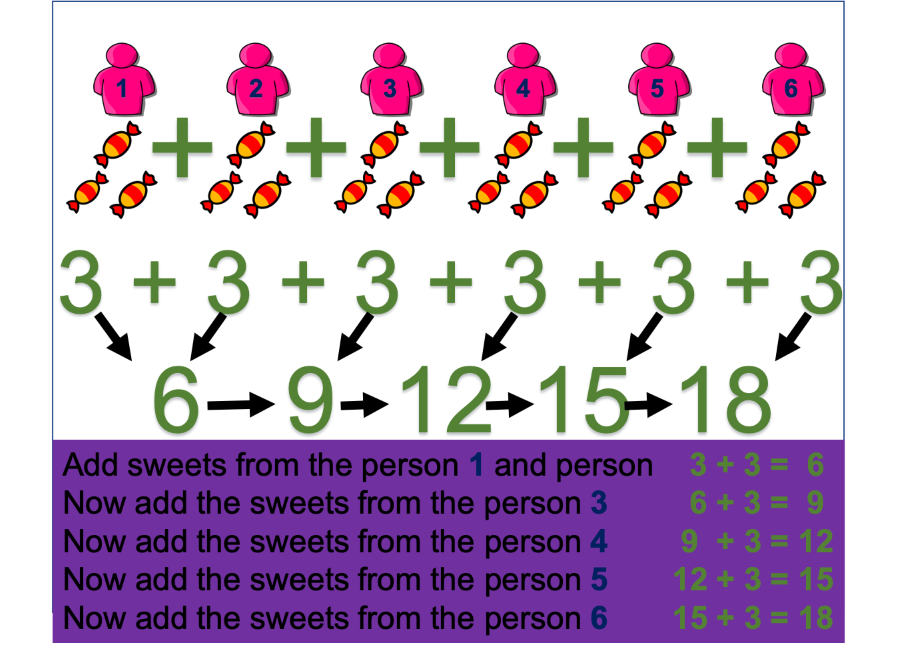 1 2 3 4 5 6
+ + + + +
3 + 3 + 3 + 3 + 3 + 3
6 9 12 15 18
Add sweets from the person 1 and person 3 + 3 = 6
Now add the sweets from the person 3 6 + 3 = 9
Now add the sweets from the person 4 9 + 3 = 12
Now add the sweets from the person 5 12 + 3 = 15
Now add the sweets from the person 6 15 + 3 = 18